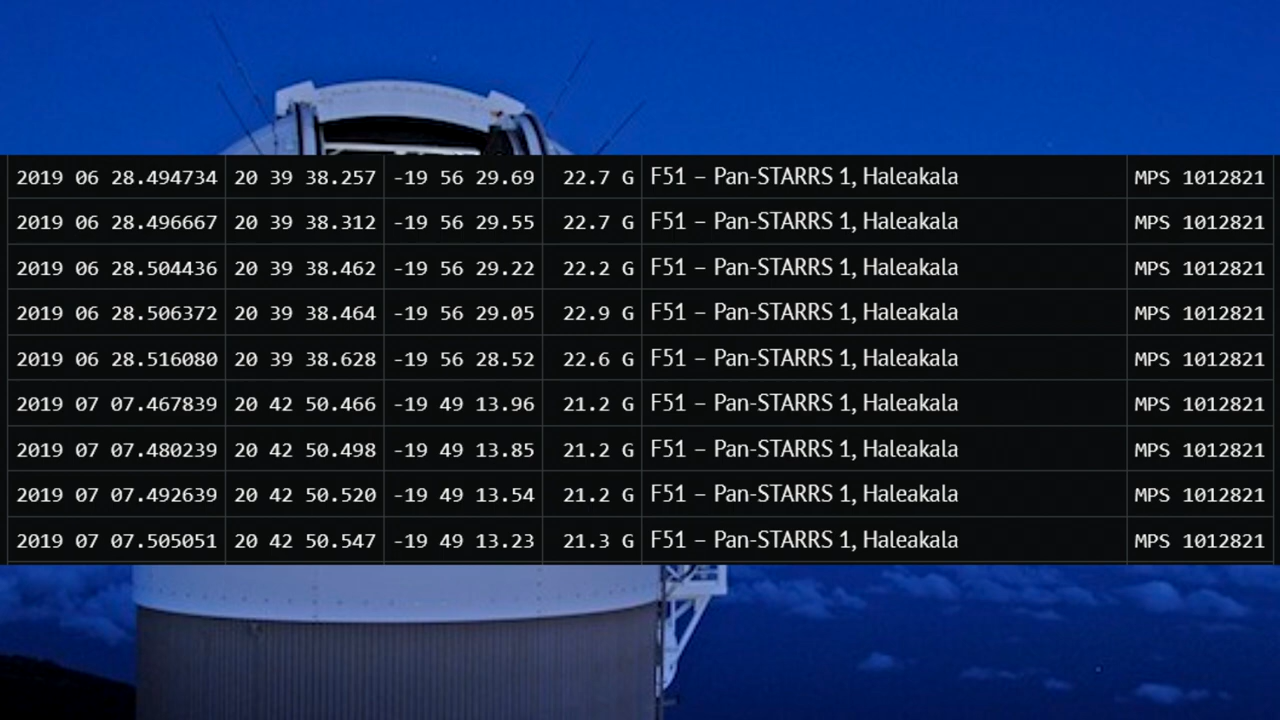 2019 06 28.494734 20 39 38.257 -19 56 29.69 22.7 G F51 – Pan-STARRS 1, Haleakala MPS 1012821
2019 06 28.496667 20 39 38.312 -19 56 29.55 22.7 G F51 – Pan-STARRS 1, Haleakala MPS 1012821
2019 06 28.504436 20 39 38.462 -19 56 29.22 22.2 G F51 – Pan-STARRS 1, Haleakala MPS 1012821
2019 06 28.506372 20 39 38.464 -19 56 29.05 22.9 G F51 – Pan-STARRS 1, Haleakala MPS 1012821
2019 06 28.516080 20 39 38.628 -19 56 28.52 22.6 G F51 – Pan-STARRS 1, Haleakala MPS 1012821
2019 07 07.467839 20 42 50.466 -19 49 13.96 21.2 G F51 – Pan-STARRS 1, Haleakala MPS 1012821
2019 07 07.480239 20 42 50.498 -19 49 13.85 21.2 G F51 – Pan-STARRS 1, Haleakala MPS 1012821
2019 07 07.492639 20 42 50.520 -19 49 13.54 21.2 G F51 – Pan-STARRS 1, Haleakala MPS 1012821
2019 07 07.505051 20 42 50.547 -19 49 13.23 21.3 G F51 – Pan-STARRS 1, Haleakala MPS 1012821